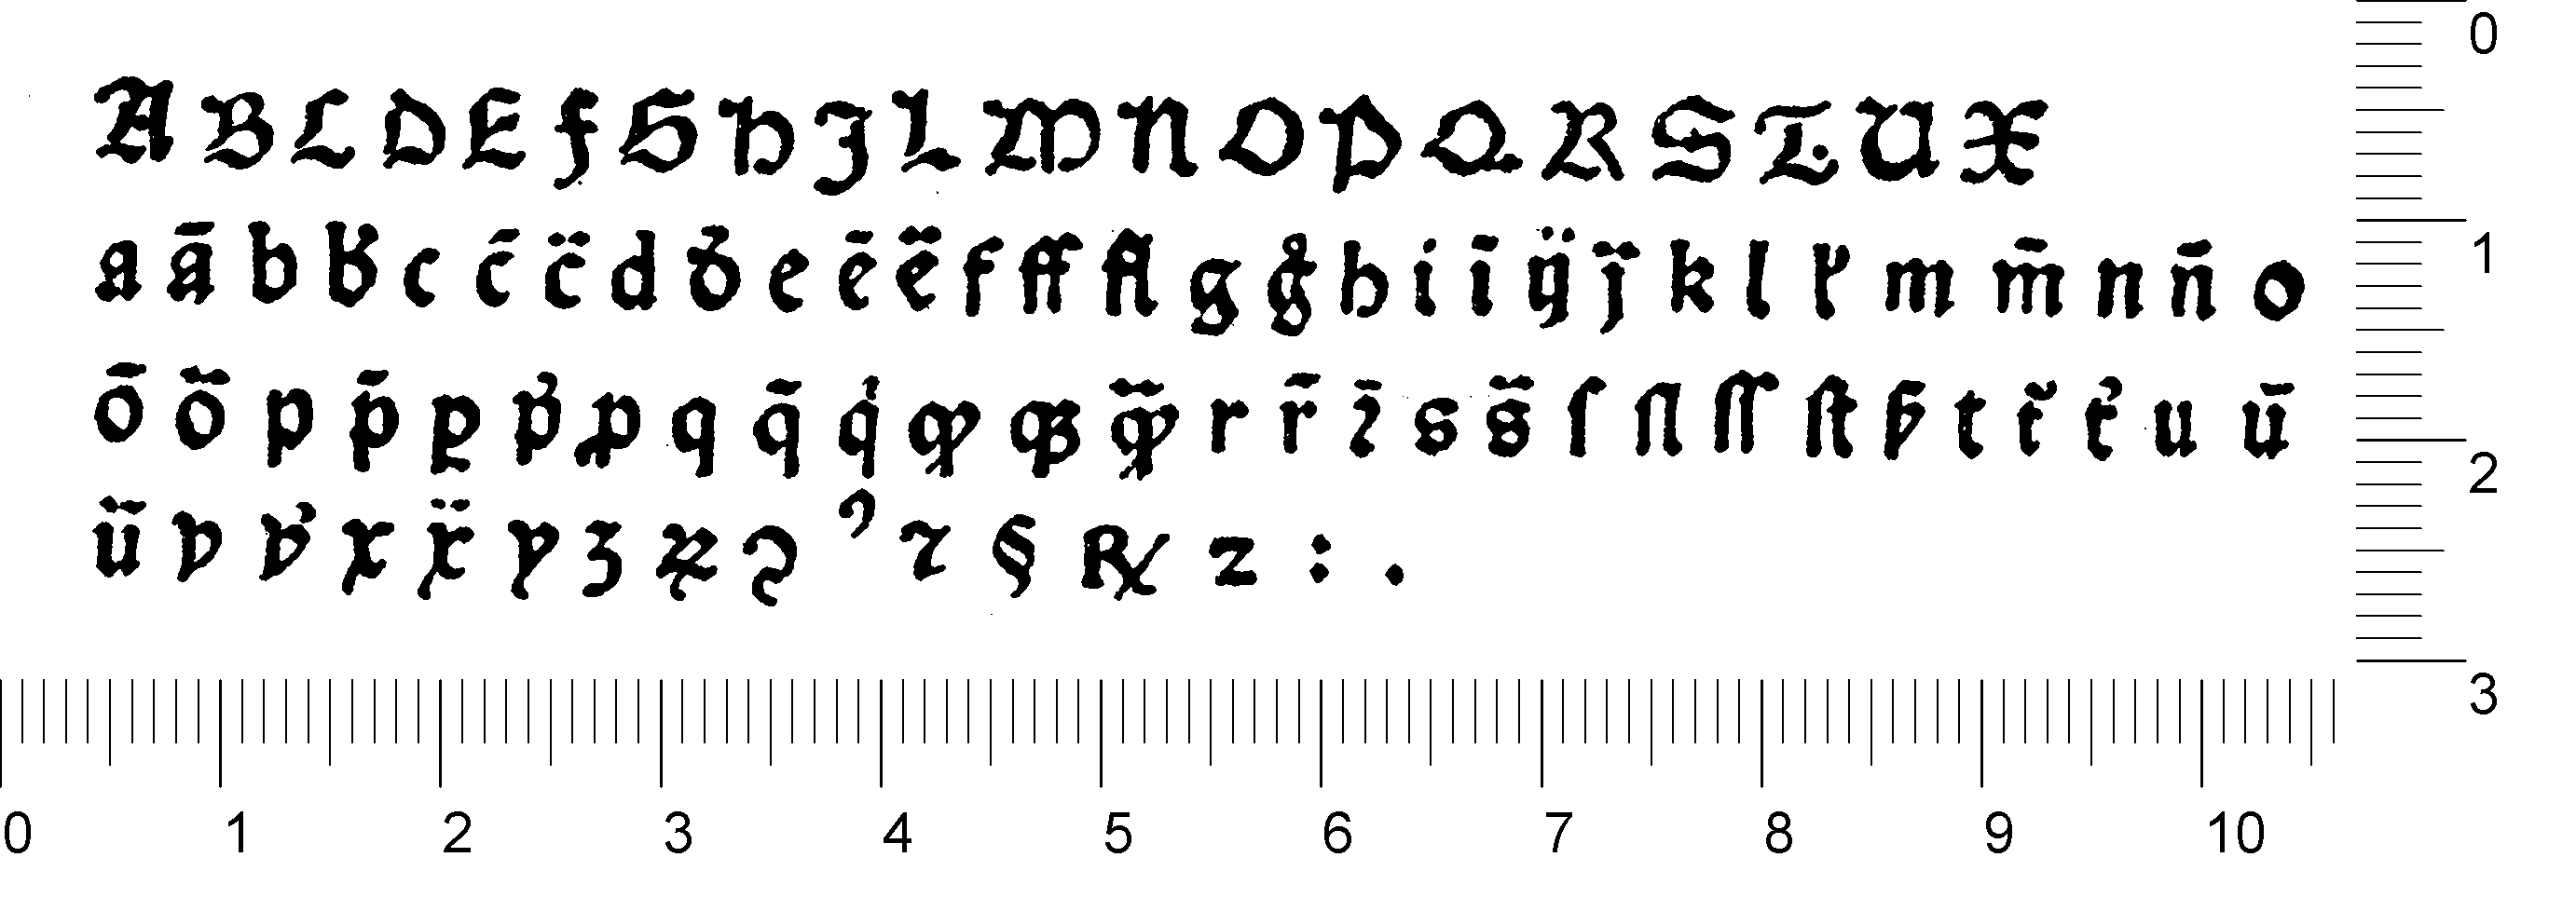 A B C D E F G H J L M N O P Q R S T U X
a ā b b̕ c c̄ c̈ d d̕ e ē ë f ff fl g g̊ h i ī ÿ j̈ k l l̕ m m̄ n n̄ o
ō ö p p̄ ꝑ p̕ ꝓ q q̄ qͥ ꝙ q̈ꝫ ꝙ̈ r r̄ ꝛ̄ s s̈ ſ ſl ſſ ſt ẞ t t̄ t̕ u ū
ü v v̕ x ẍ y ʒ ꝝ ꝯ ꝰ ⁊ § ℞ z : .
0
1
2
3
0 1 2 3 4 5 6 7 8 9 10